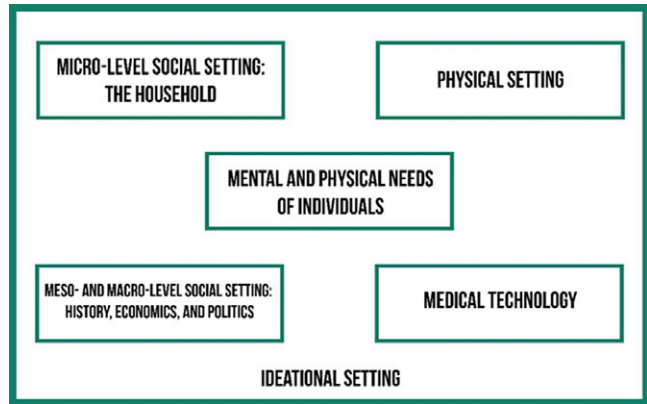 MICRO-LEVEL SOCIAL SETTING:
THE HOUSEHOLD
PHYSICAL SETTING
MENTAL AND PHYSICAL NEEDS
OF INDIVIDUALS
MESO- AND MACRO-LEVEL SOCIAL SETTING:
HISTORY, ECONOMICS, AND POLITICS
MEDICAL TECHNOLOGY
IDEATIONAL SETTING